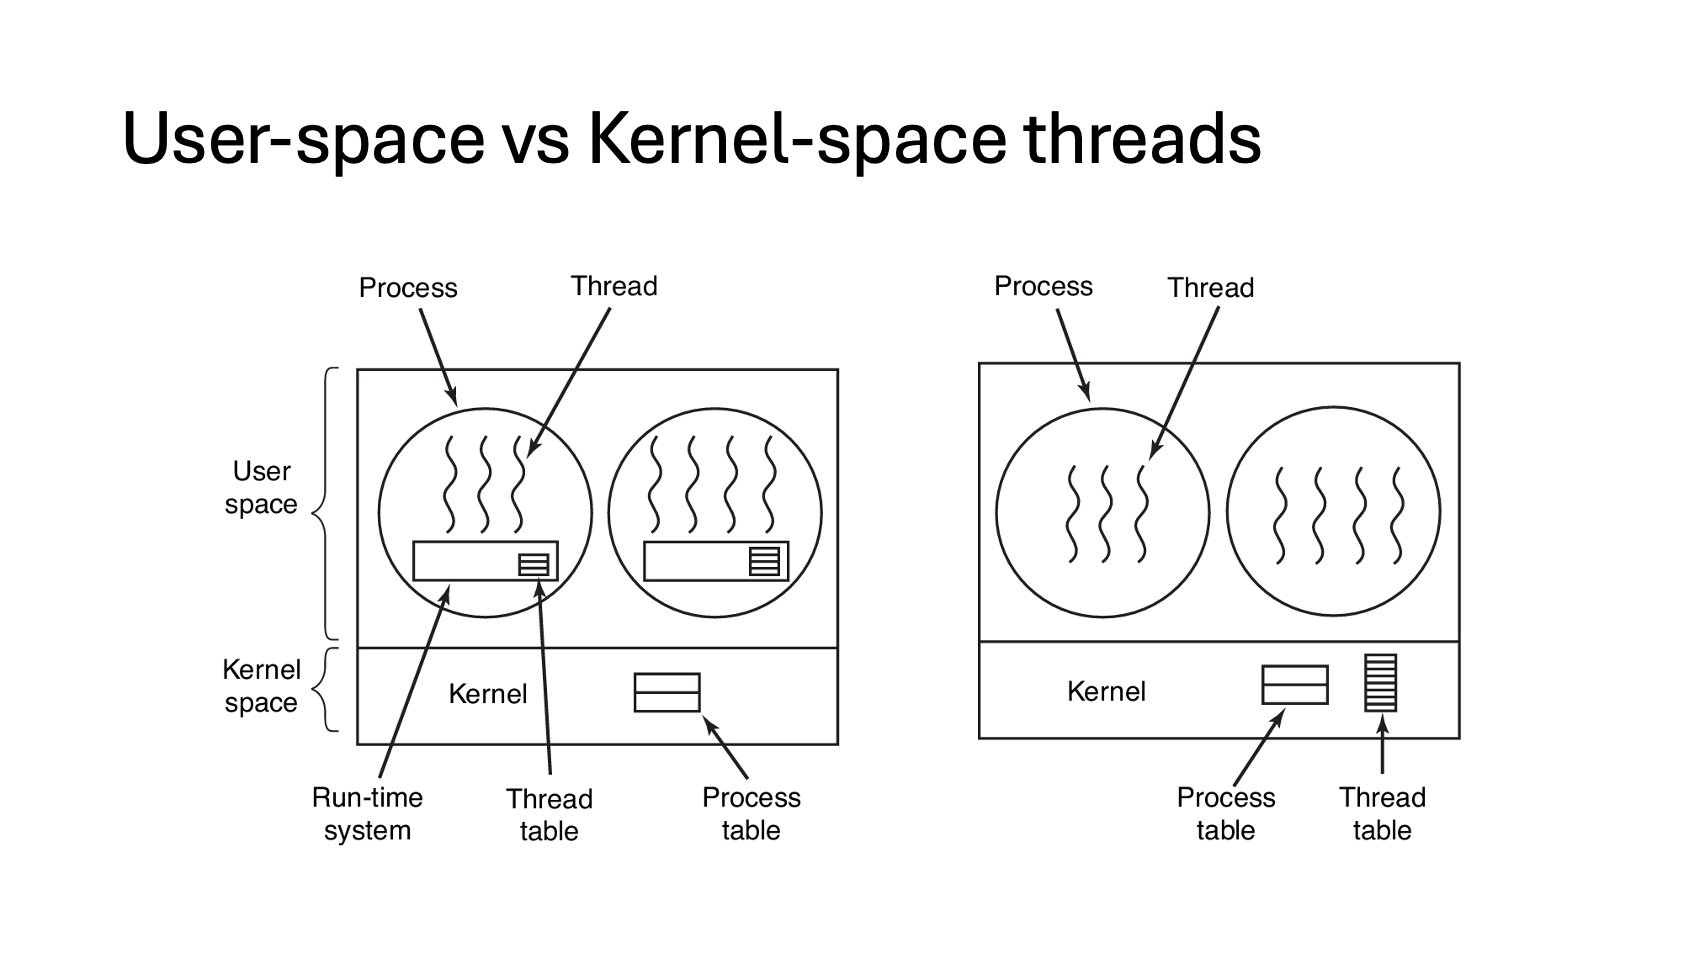 User-space vs Kernel-space threads
Process
Thread
User
space
Kernel
space
Kernel
Run-time
system
Thread
table
Process
table
Process
Thread
Kernel
Process
table
Thread
table